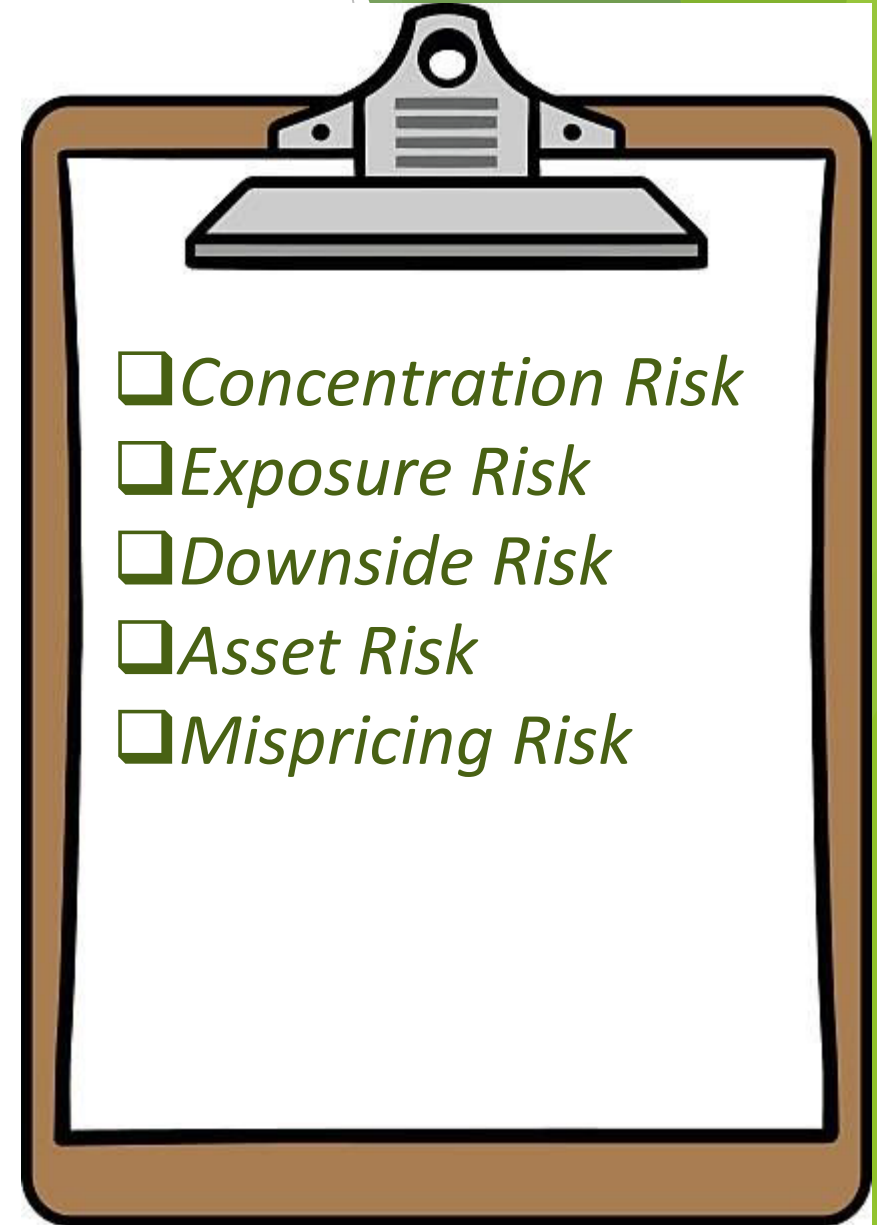 ❑Concentration Risk
❑Exposure Risk
❑Downside Risk
❑Asset Risk
❑Mispricing Risk